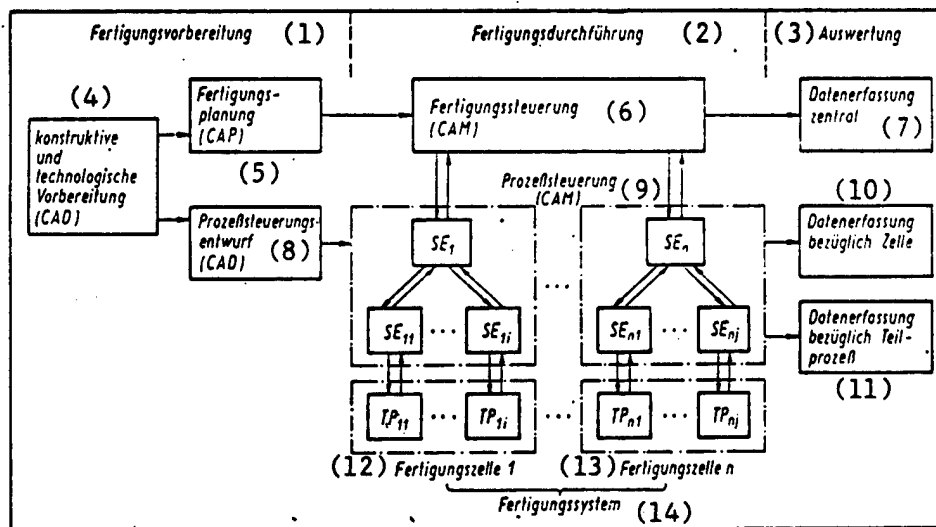 Fertigungsvorbereitung (1)
Fertigungsdurchführung (2)
(3) Auswertung
(4)
konstruktive
und
technologische
Vorbereitung
(CAD)
Fertigungs-
planung
(CAP)
(5)
Fertigungssteuerung (6)
(CAM)
Datenerfassung
zentral (7)
Prozeßsteuerungs-
entwurf (8)
(CAD)
Prozeßsteuerung (9)
(CAM)
(10)
Datenerfassung
bezüglich Zelle
Datenerfassung
bezüglich Teil-
prozeß
(11)
SE1 SEn
...
SE11 ... SE1i SEn1 ... SEnj
TP11 ... TP1i ... TPn1 ... TPnj
(12) Fertigungszelle 1 (13) Fertigungszelle n
Fertigungssystem (14)